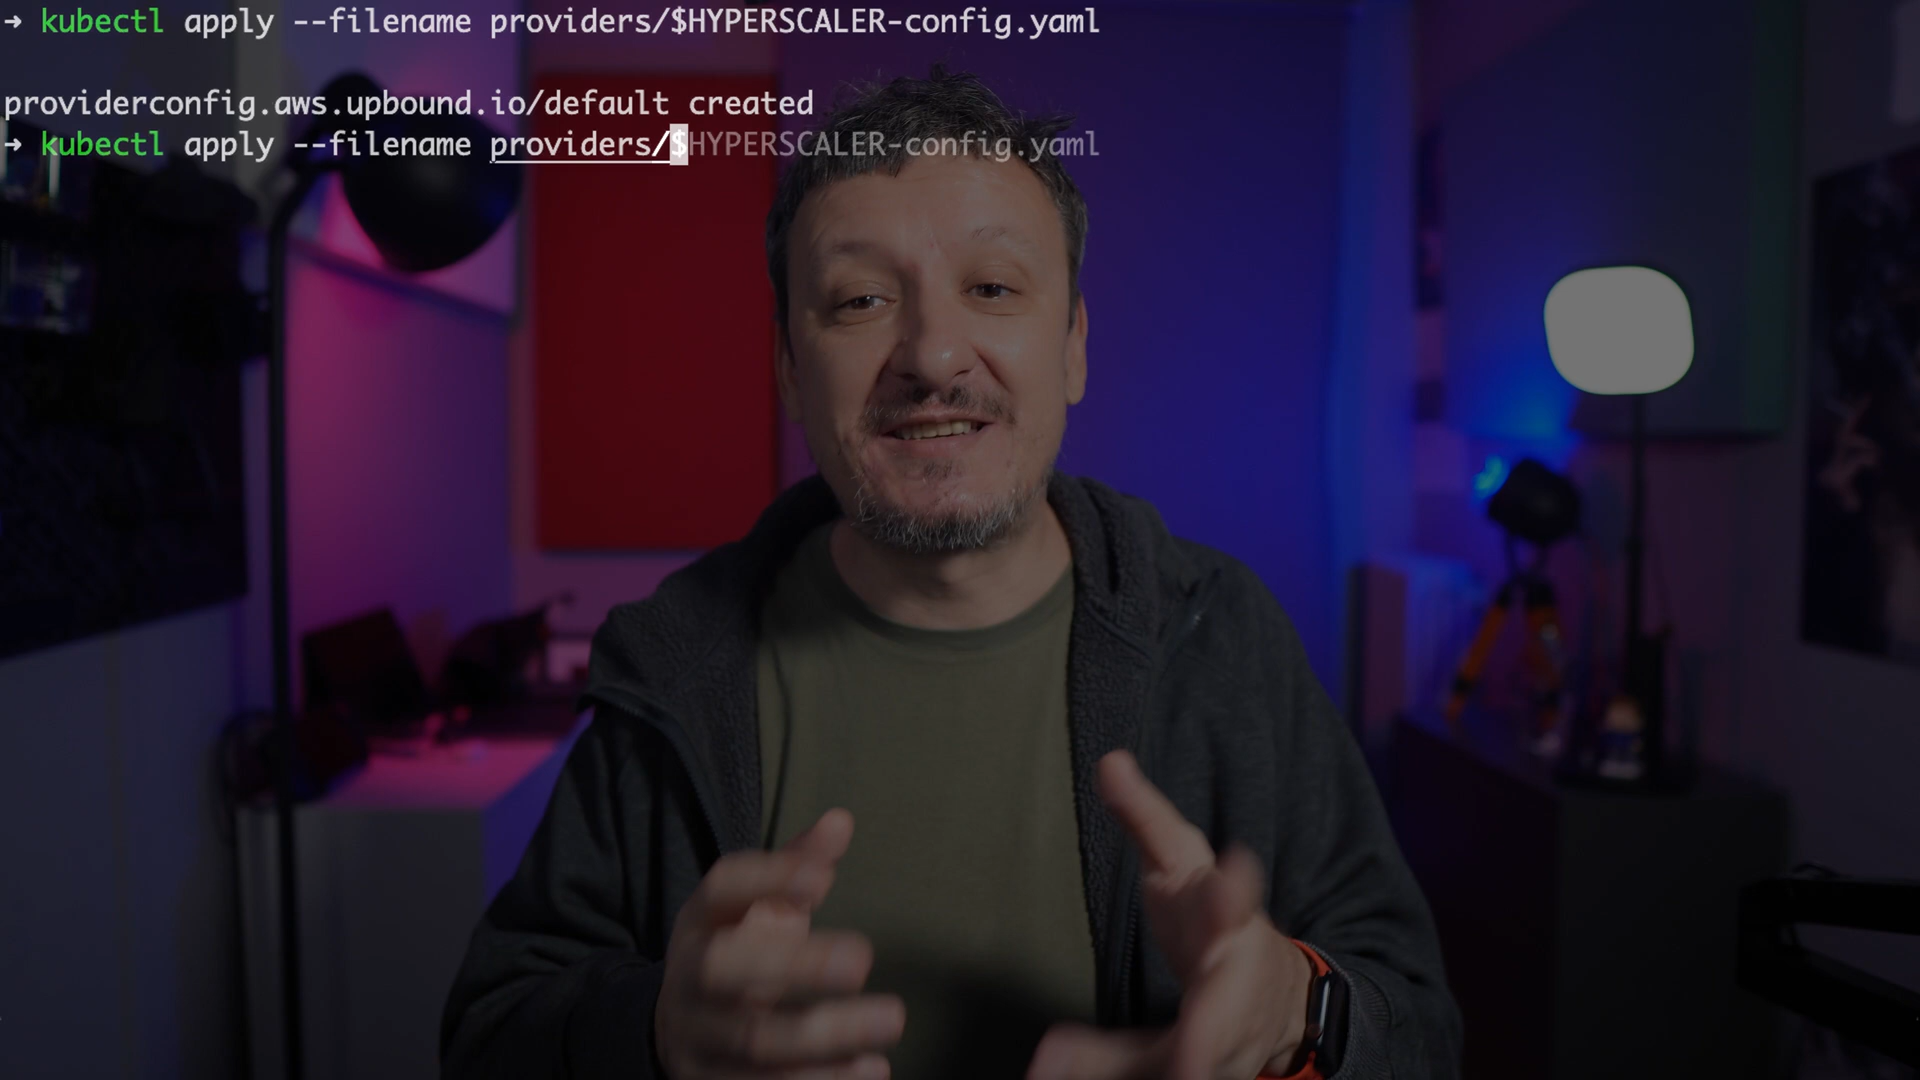 ➜ kubectl apply --filename providers/$HYPERSCALER-config.yaml
providerconfig.aws.upbound.io/default created
➜ kubectl apply --filename providers/$HYPERSCALER-config.yaml